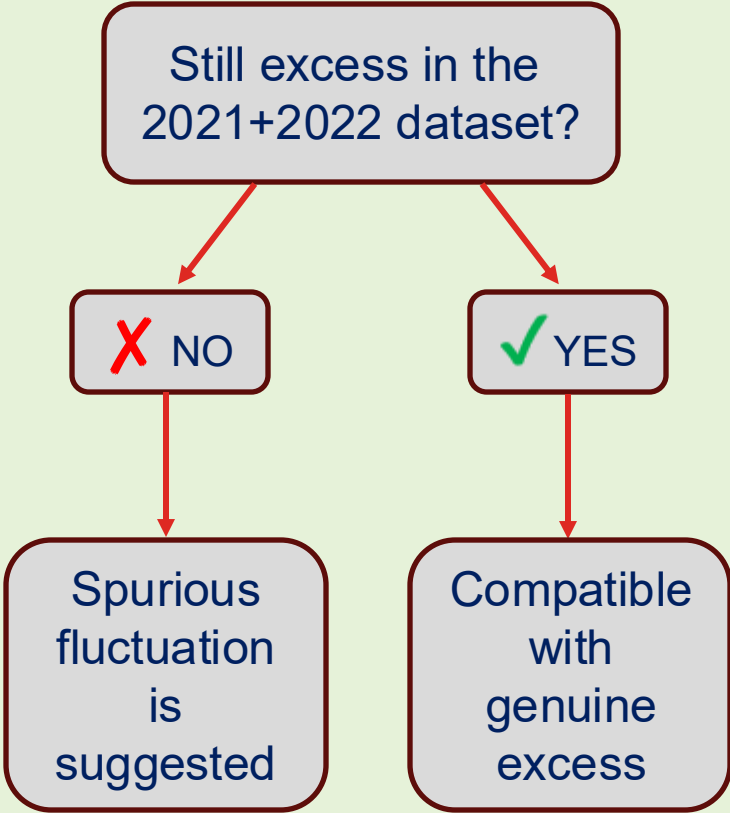 Still excess in the
2021+2022 dataset?
✗ NO
✓ YES
Spurious
fluctuation
is
suggested
Compatible
with
genuine
excess